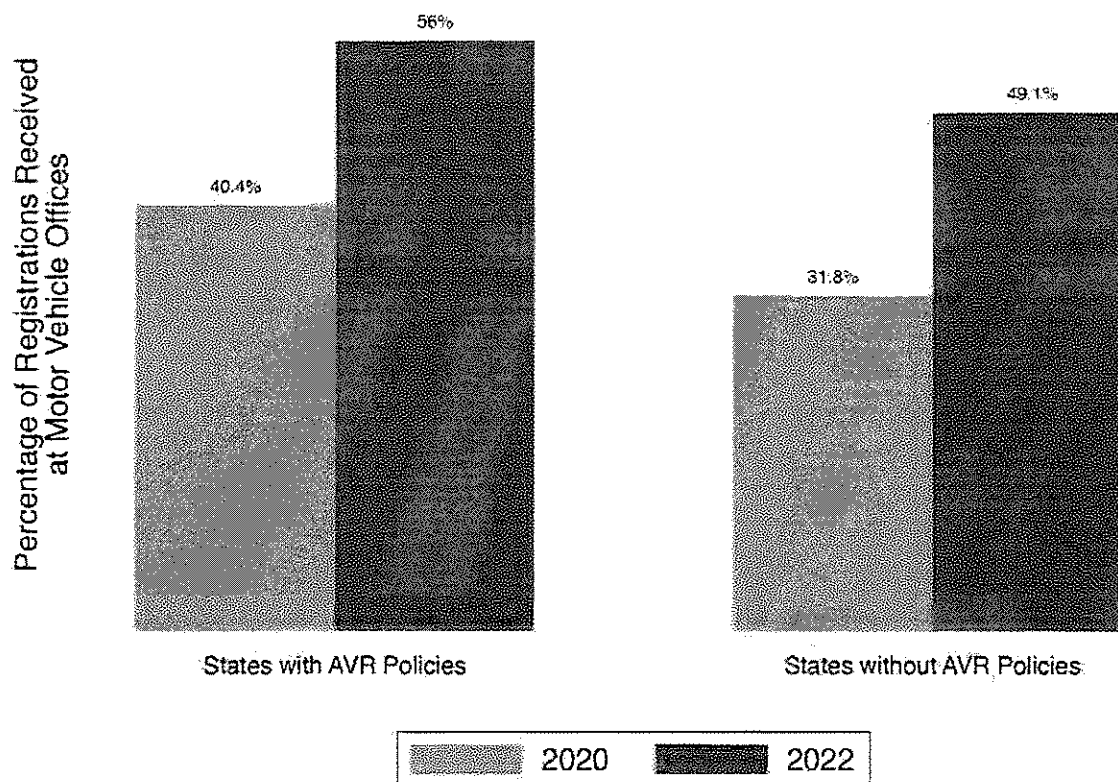 Percentage of Registrations Received
at Motor Vehicle Offices
40.4%
56%
31.8%
49.1%
States with AVR Policies
States without AVR Policies
2020
2022